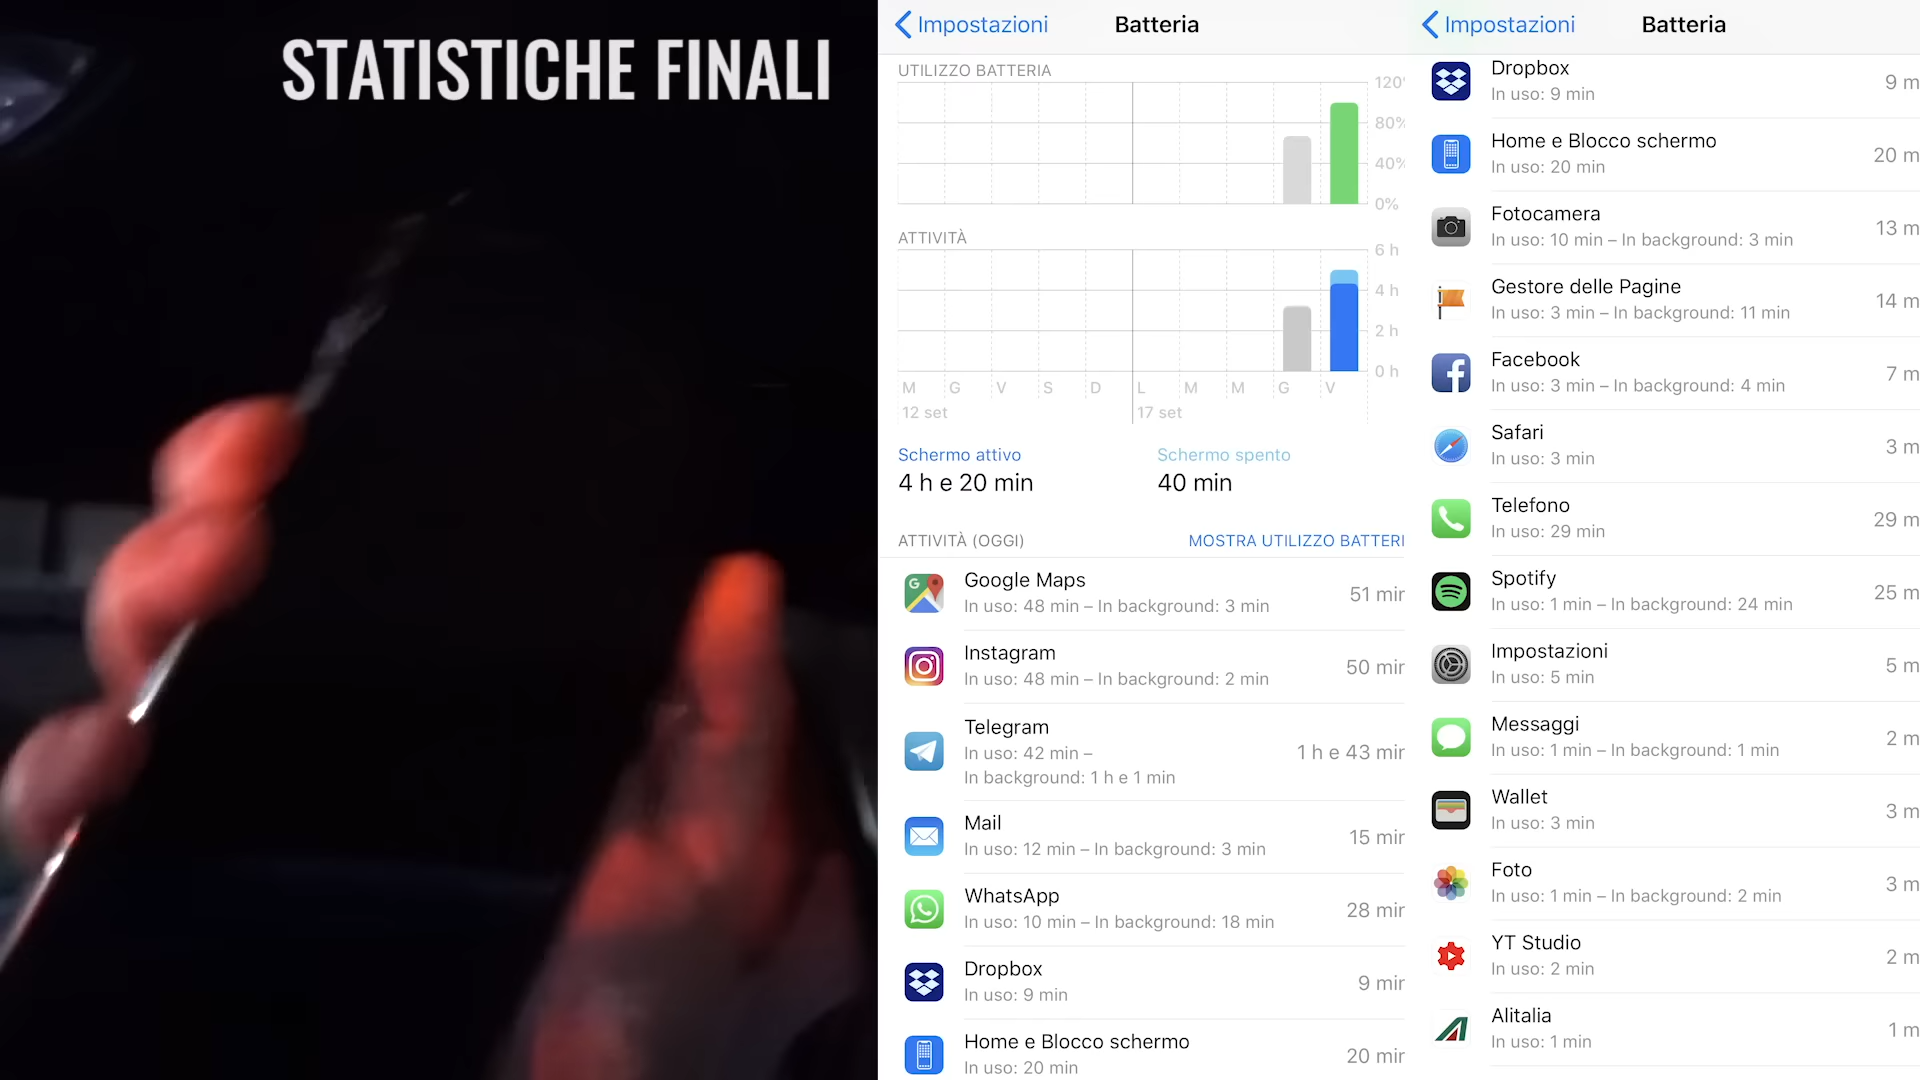 STATISTICHE FINALI
Impostazioni
Batteria
UTILIZZO BATTERIA
120
80%
40%
0%
ATTIVITÀ
6 h
4 h
2 h
0 h
M G V S D L M M G V
12 set 17 set
Schermo attivo Schermo spento
4 h e 20 min 40 min
ATTIVITÀ (OGGI) MOSTRA UTILIZZO BATTERI
Google Maps
In uso: 48 min – In background: 3 min
51 mir
Instagram
In uso: 48 min – In background: 2 min
50 mir
Telegram
In uso: 42 min –
In background: 1 h e 1 min
1 h e 43 mir
Mail
In uso: 12 min – In background: 3 min
15 mir
WhatsApp
In uso: 10 min – In background: 18 min
28 mir
Dropbox
In uso: 9 min
9 mir
Home e Blocco schermo
In uso: 20 min
20 mir
Impostazioni
Batteria
Dropbox
In uso: 9 min
9 m
Home e Blocco schermo
In uso: 20 min
20 m
Fotocamera
In uso: 10 min – In background: 3 min
13 m
Gestore delle Pagine
In uso: 3 min – In background: 11 min
14 m
Facebook
In uso: 3 min – In background: 4 min
7 m
Safari
In uso: 3 min
3 m
Telefono
In uso: 29 min
29 m
Spotify
In uso: 1 min – In background: 24 min
25 m
Impostazioni
In uso: 5 min
5 m
Messaggi
In uso: 1 min – In background: 1 min
2 m
Wallet
In uso: 3 min
3 m
Foto
In uso: 1 min – In background: 2 min
3 m
YT Studio
In uso: 2 min
2 m
Alitalia
In uso: 1 min
1 m